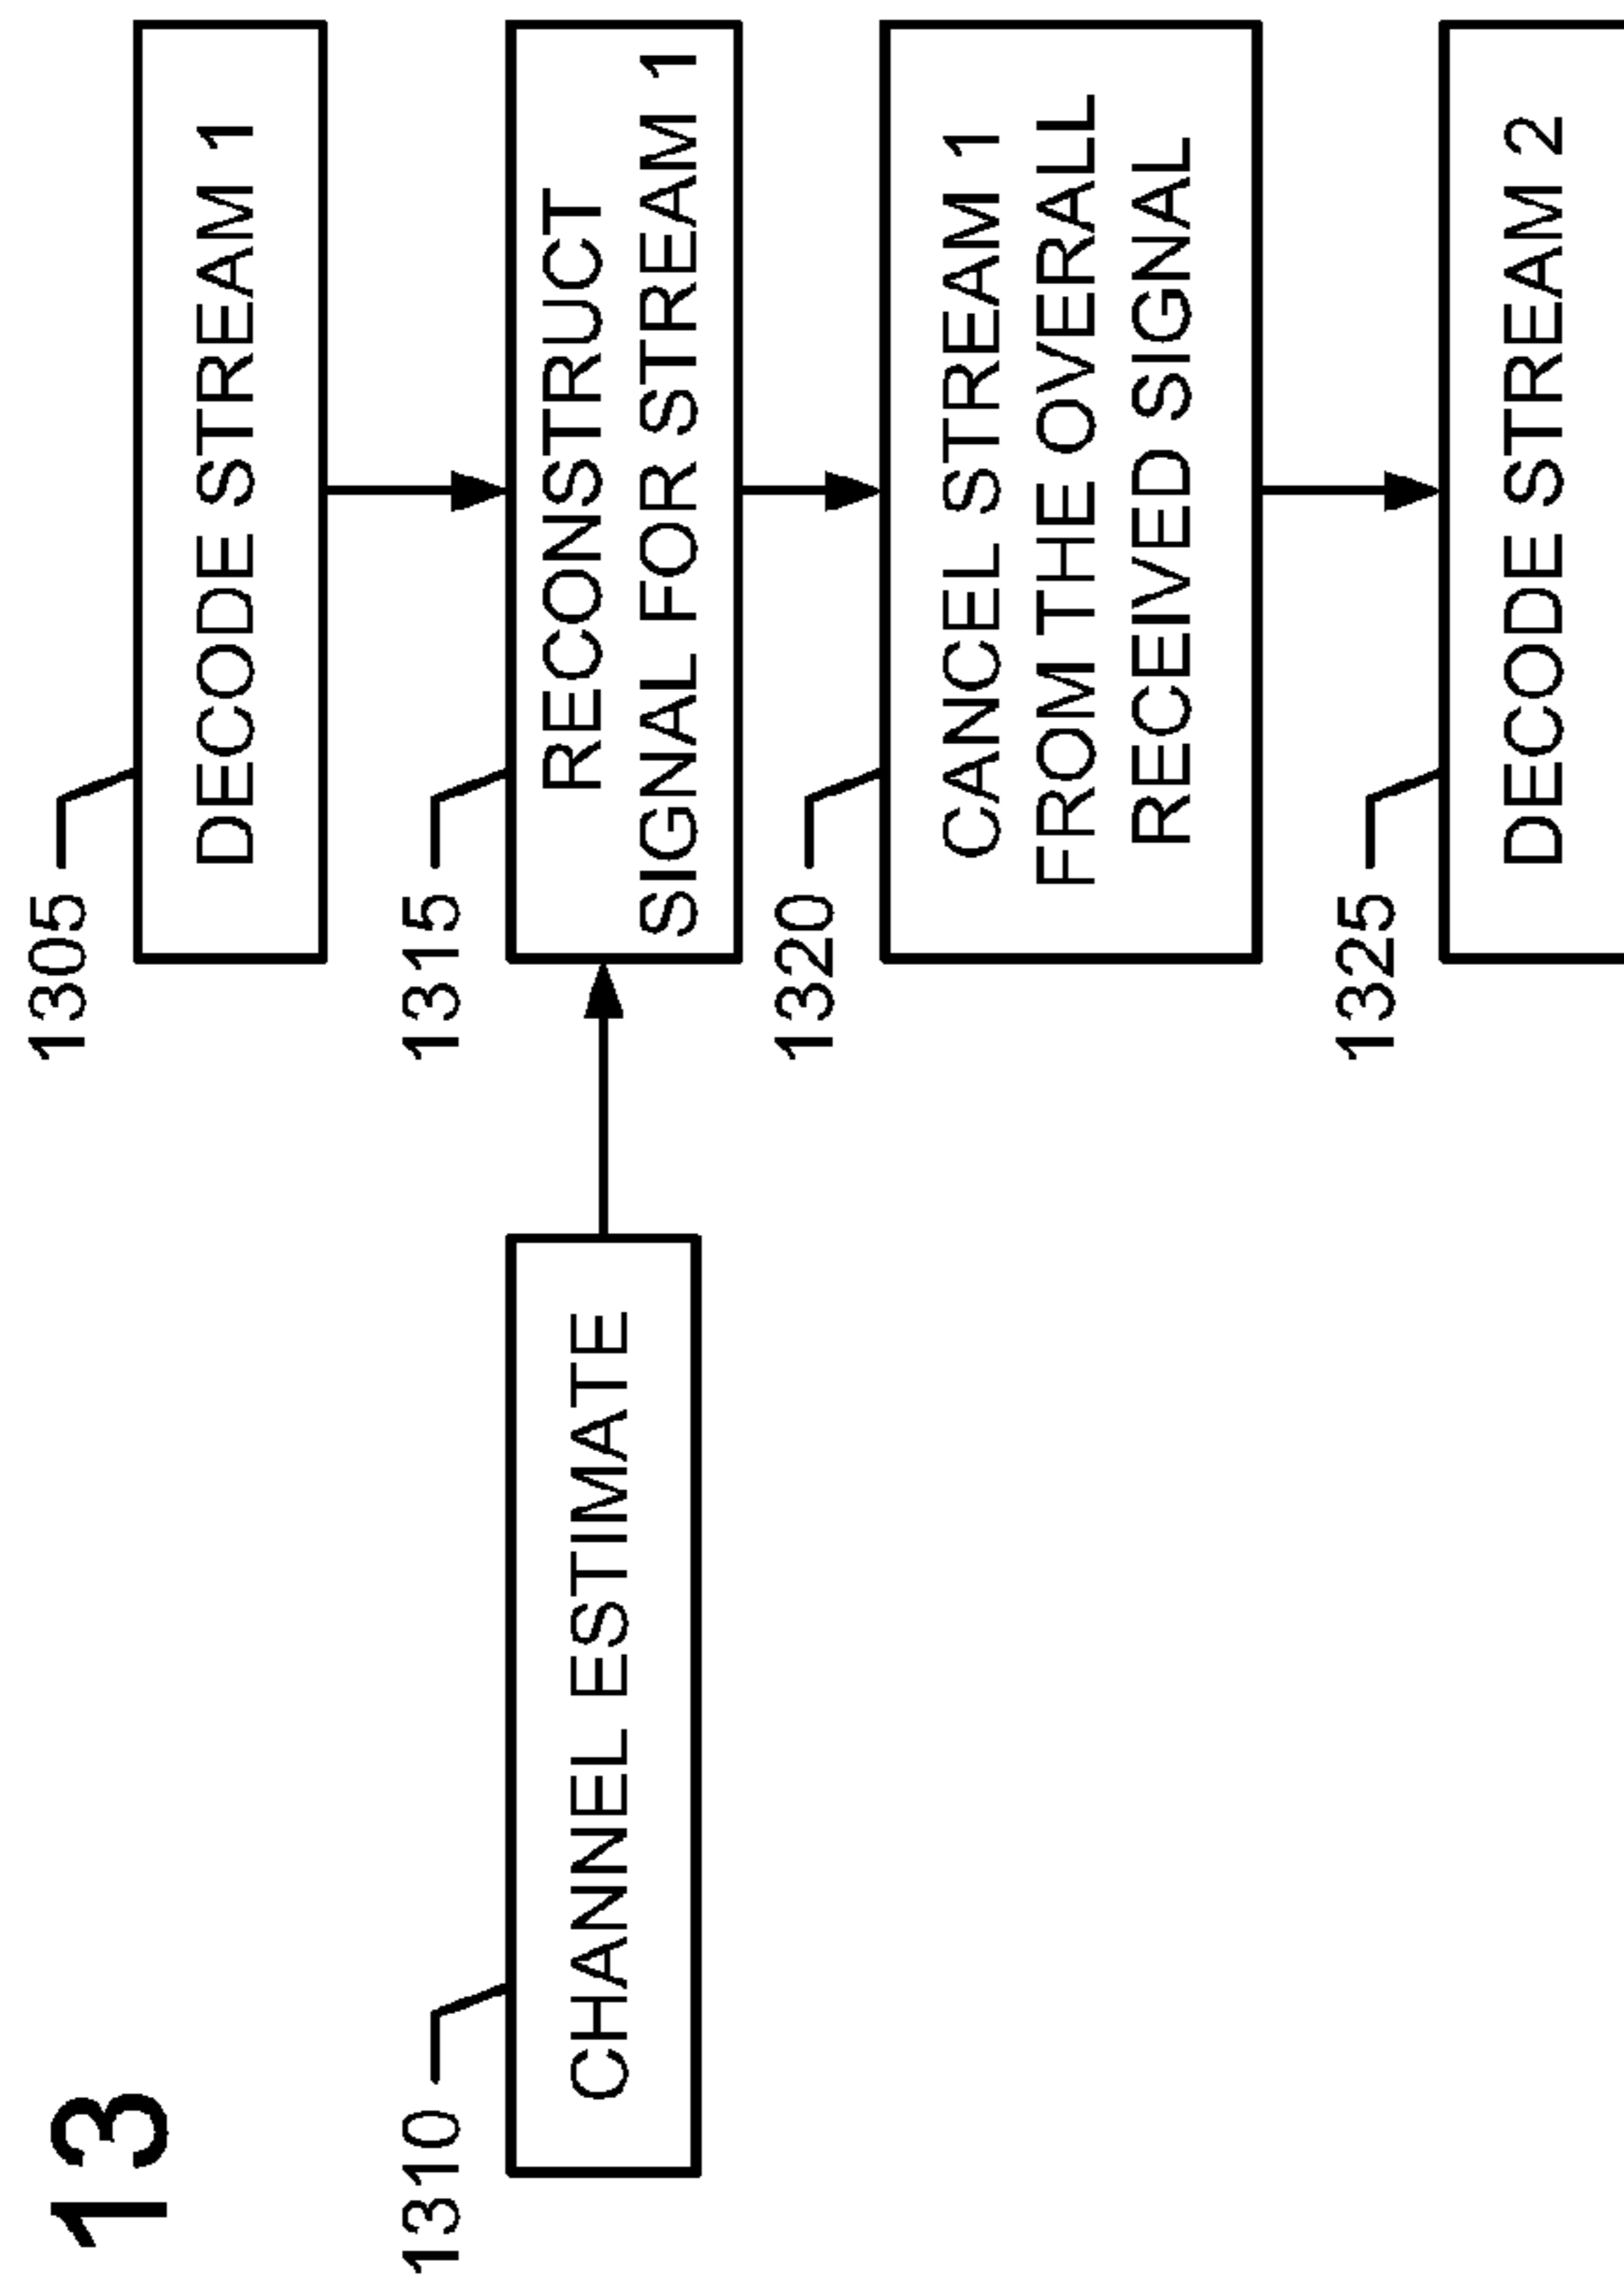 13
1305
DECODE STREAM 1
1310
CHANNEL ESTIMATE
1315
RECONSTRUCT
SIGNAL FOR STREAM 1
1320
CANCEL STREAM 1
FROM THE OVERALL
RECEIVED SIGNAL
1325
DECODE STREAM 2